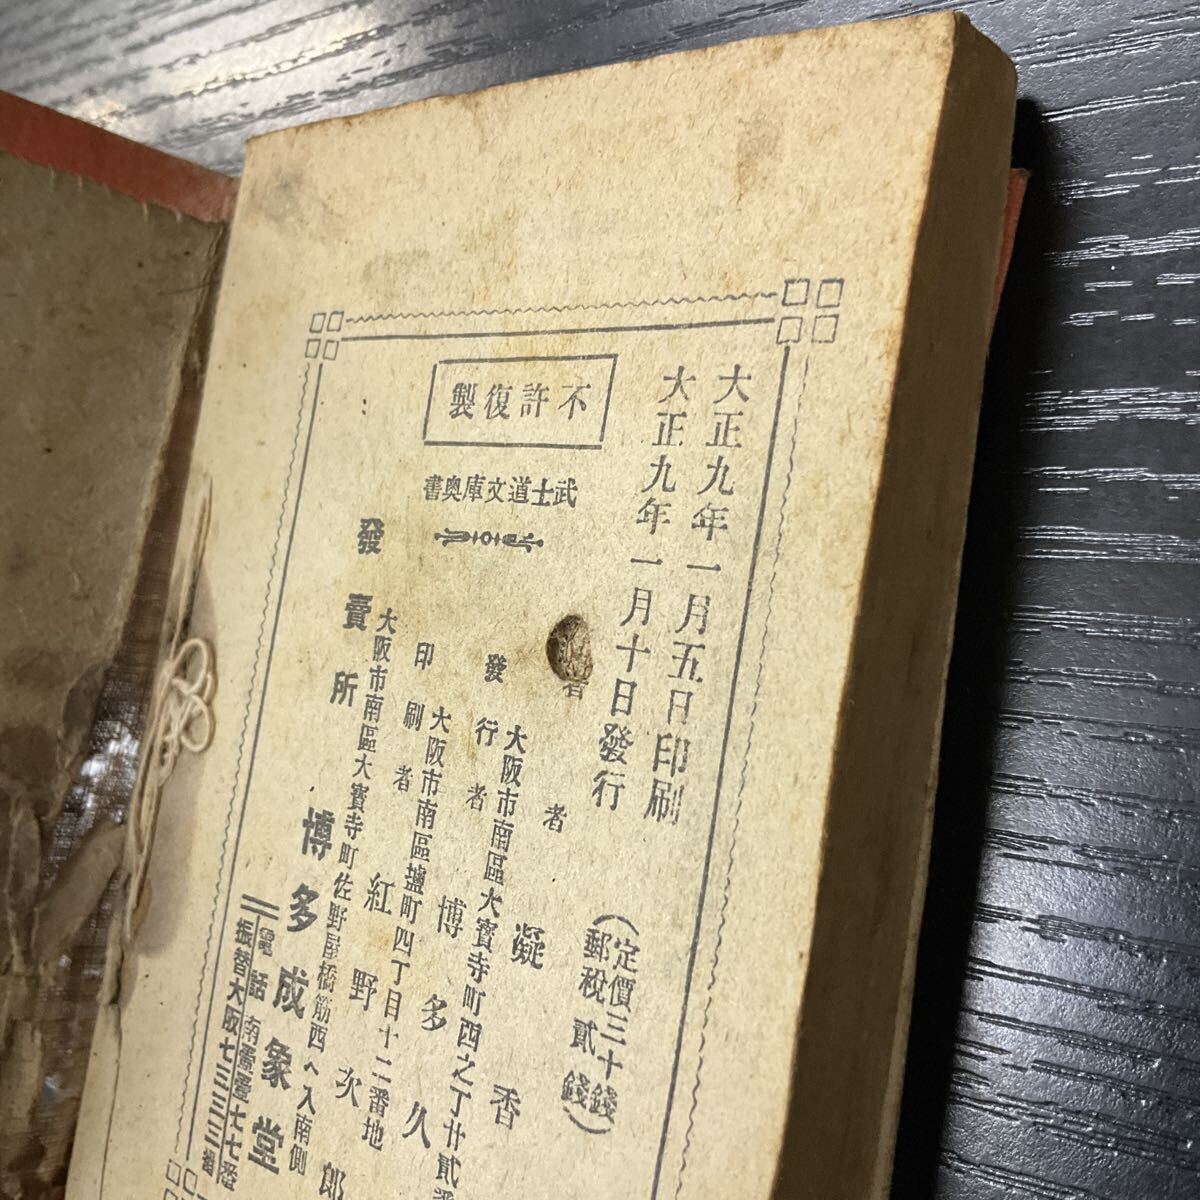 大正九年一月五日印刷
大正九年一月十日發行
(定價三十錢
郵税貳錢)
不許復製
武士道文庫奥書
者 凝香
發行者 大阪市南區大寶寺町四之丁廿貳番
博多久
印刷者 大阪市南區鹽町四丁目十二番地
紅野次郎
發賣所 大阪市南區大寶寺町佐野屋橋筋西へ入南側
博多成象堂
電話南壹七七番
振替大阪七三三三番